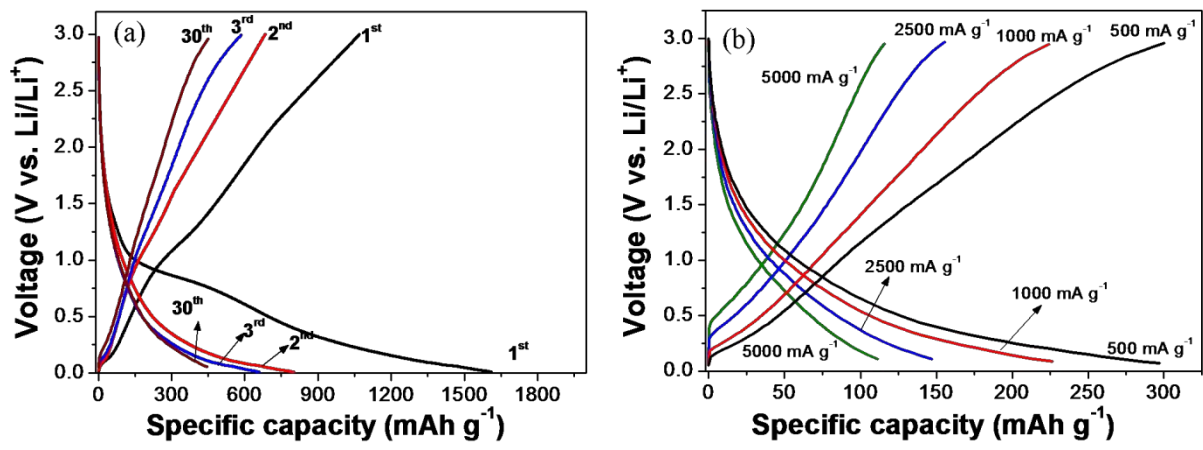 (a)
30th
3rd
2nd
1st
3.0
2.5
2.0
1.5
1.0
0.5
0.0
Voltage (V vs. Li/Li+)
30th
3rd
2nd
1st
0 300 600 900 1200 1500 1800
Specific capacity (mAh g-1)
(b)
5000 mA g-1
2500 mA g-1
1000 mA g-1
500 mA g-1
3.0
2.5
2.0
1.5
1.0
0.5
0.0
Voltage (V vs. Li/Li+)
2500 mA g-1
1000 mA g-1
5000 mA g-1
500 mA g-1
0 50 100 150 200 250 300
Specific capacity (mAh g-1)